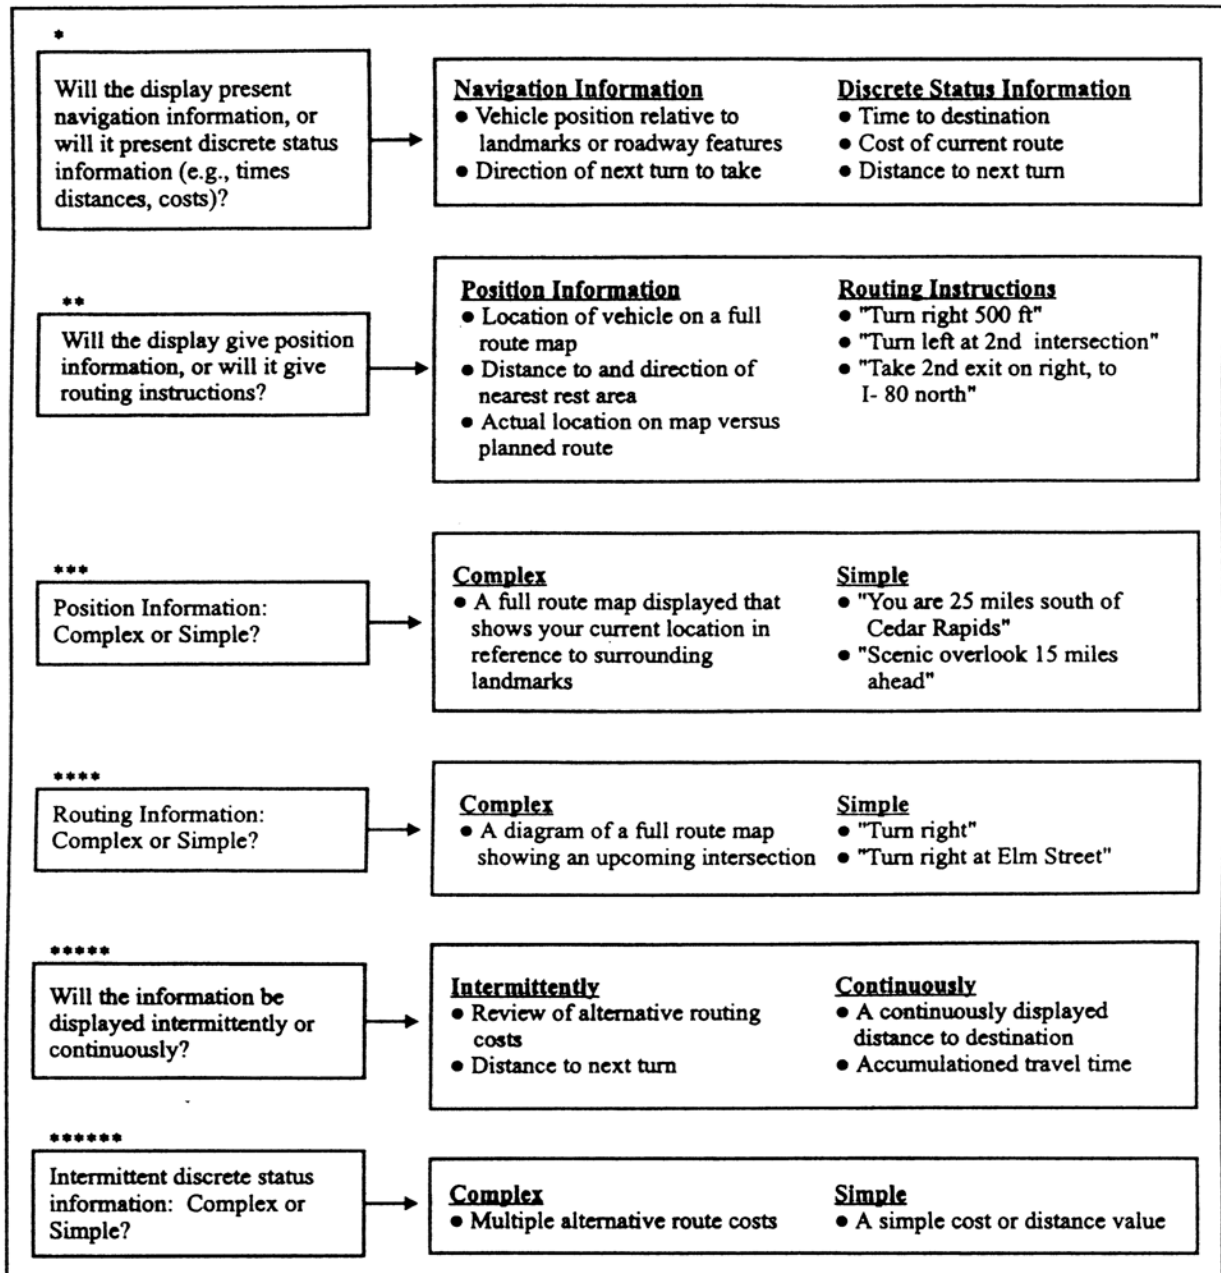 *
Will the display present
navigation information, or
will it present discrete status
information (e.g., times
distances, costs)?
Navigation Information
● Vehicle position relative to
landmarks or roadway features
● Direction of next turn to take
Discrete Status Information
● Time to destination
● Cost of current route
● Distance to next turn
**
Will the display give position
information, or will it give
routing instructions?
Position Information
● Location of vehicle on a full
route map
● Distance to and direction of
nearest rest area
● Actual location on map versus
planned route
Routing Instructions
● "Turn right 500 ft"
● "Turn left at 2nd intersection"
● "Take 2nd exit on right, to
I- 80 north"
***
Position Information:
Complex or Simple?
Complex
● A full route map displayed that
shows your current location in
reference to surrounding
landmarks
Simple
● "You are 25 miles south of
Cedar Rapids"
● "Scenic overlook 15 miles
ahead"
****
Routing Information:
Complex or Simple?
Complex
● A diagram of a full route map
showing an upcoming intersection
Simple
● "Turn right"
● "Turn right at Elm Street"
*****
Will the information be
displayed intermittently or
continuously?
Intermittently
● Review of alternative routing
costs
● Distance to next turn
Continuously
● A continuously displayed
distance to destination
● Accumulationed travel time
******
Intermittent discrete status
information: Complex or
Simple?
Complex
● Multiple alternative route costs
Simple
● A simple cost or distance value